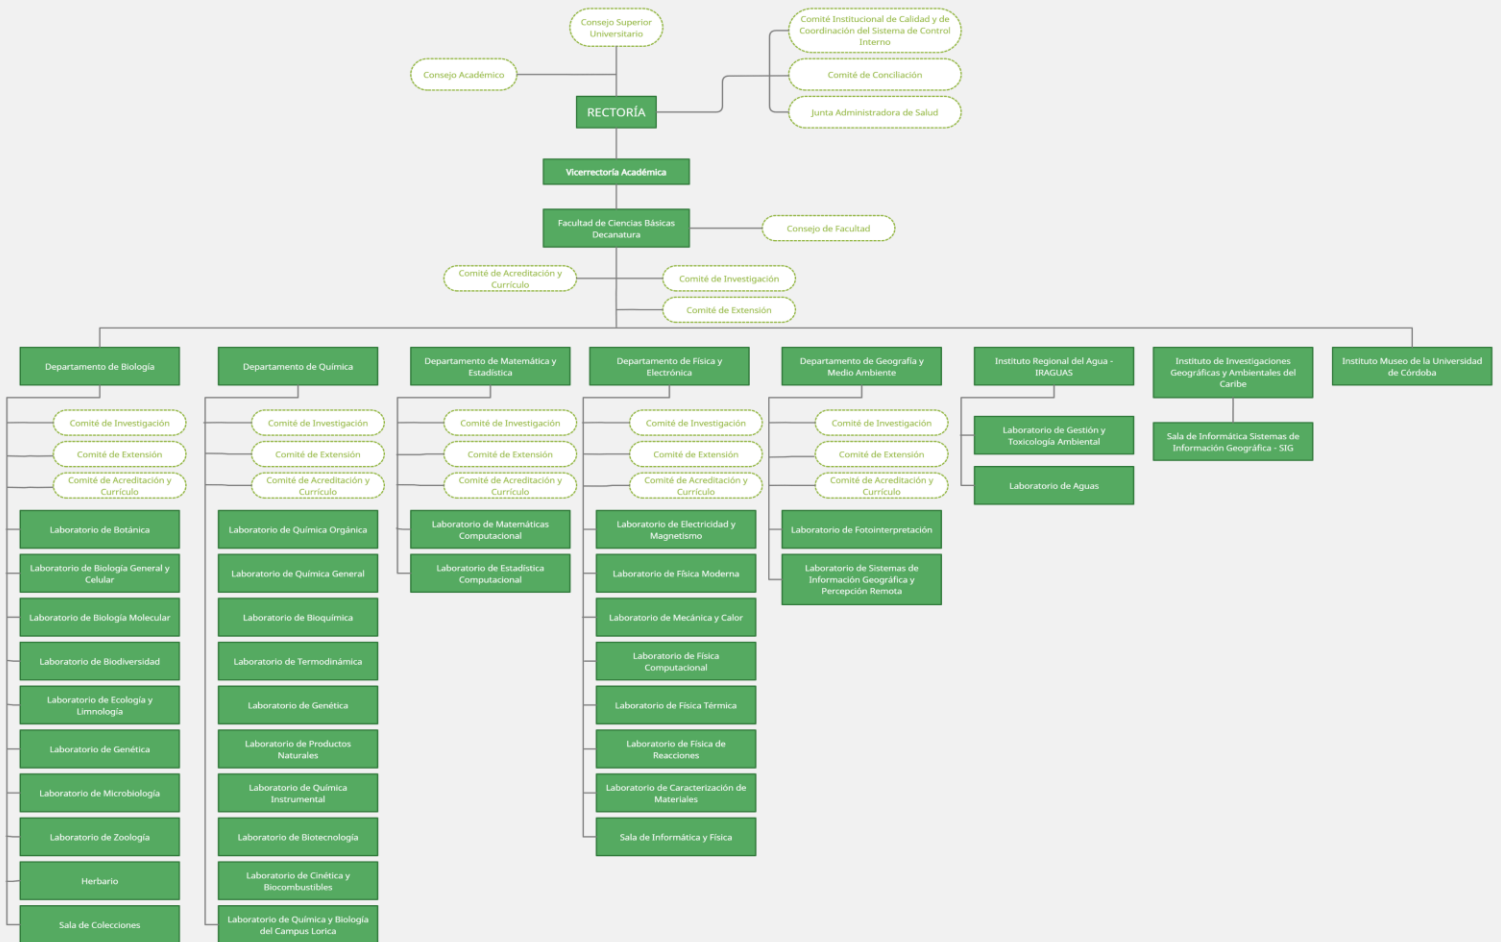 Consejo Superior
Universitario
Comité Institucional de Calidad y de
Coordinación del Sistema de Control
Interno
Consejo Académico
Comité de Conciliación
RECTORÍA
Junta Administradora de Salud
Vicerrectoría Académica
Facultad de Ciencias Básicas
Decanatura
Consejo de Facultad
Comité de Acreditación y
Currículo
Comité de Investigación
Comité de Extensión
Departamento de Biología
Comité de Investigación
Comité de Extensión
Comité de Acreditación y
Currículo
Laboratorio de Botánica
Laboratorio de Biología General y
Celular
Laboratorio de Biología Molecular
Laboratorio de Biodiversidad
Laboratorio de Ecología y
Limnología
Laboratorio de Genética
Laboratorio de Microbiología
Laboratorio de Zoología
Herbario
Sala de Colecciones
Departamento de Química
Comité de Investigación
Comité de Extensión
Comité de Acreditación y
Currículo
Laboratorio de Química Orgánica
Laboratorio de Química General
Laboratorio de Bioquímica
Laboratorio de Termodinámica
Laboratorio de Genética
Laboratorio de Productos
Naturales
Laboratorio de Química
Instrumental
Laboratorio de Biotecnología
Laboratorio de Cinética y
Biocombustibles
Laboratorio de Química y Biología
del Campus Lorica
Departamento de Matemática y
Estadística
Comité de Investigación
Comité de Extensión
Comité de Acreditación y
Currículo
Laboratorio de Matemáticas
Computacional
Laboratorio de Estadística
Computacional
Departamento de Física y
Electrónica
Comité de Investigación
Comité de Extensión
Comité de Acreditación y
Currículo
Laboratorio de Electricidad y
Magnetismo
Laboratorio de Física Moderna
Laboratorio de Mecánica y Calor
Laboratorio de Física
Computacional
Laboratorio de Física Térmica
Laboratorio de Física de
Reacciones
Laboratorio de Caracterización de
Materiales
Sala de Informática y Física
Departamento de Geografía y
Medio Ambiente
Comité de Investigación
Comité de Extensión
Comité de Acreditación y
Currículo
Laboratorio de Fotointerpretación
Laboratorio de Sistemas de
Información Geográfica y
Percepción Remota
Instituto Regional del Agua -
IRAGUAS
Laboratorio de Gestión y
Toxicología Ambiental
Laboratorio de Aguas
Instituto de Investigaciones
Geográficas y Ambientales del
Caribe
Sala de Informática Sistemas de
Información Geográfica - SIG
Instituto Museo de la Universidad
de Córdoba